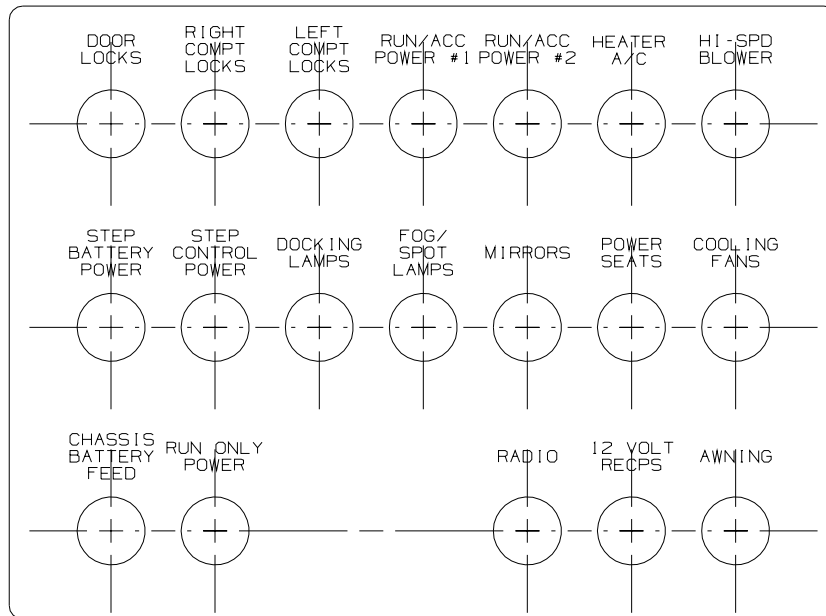 DOOR
LOCKS
RIGHT
COMPT
LOCKS
LEFT
COMPT
LOCKS
RUN/ACC
POWER #1
RUN/ACC
POWER #2
HEATER
A/C
HI-SPD
BLOWER
STEP
BATTERY
POWER
STEP
CONTROL
POWER
DOCKING
LAMPS
FOG/
SPOT
LAMPS
MIRRORS
POWER
SEATS
COOLING
FANS
CHASSIS
BATTERY
FEED
RUN ONLY
POWER
RADIO
12 VOLT
RECPS
AWNING